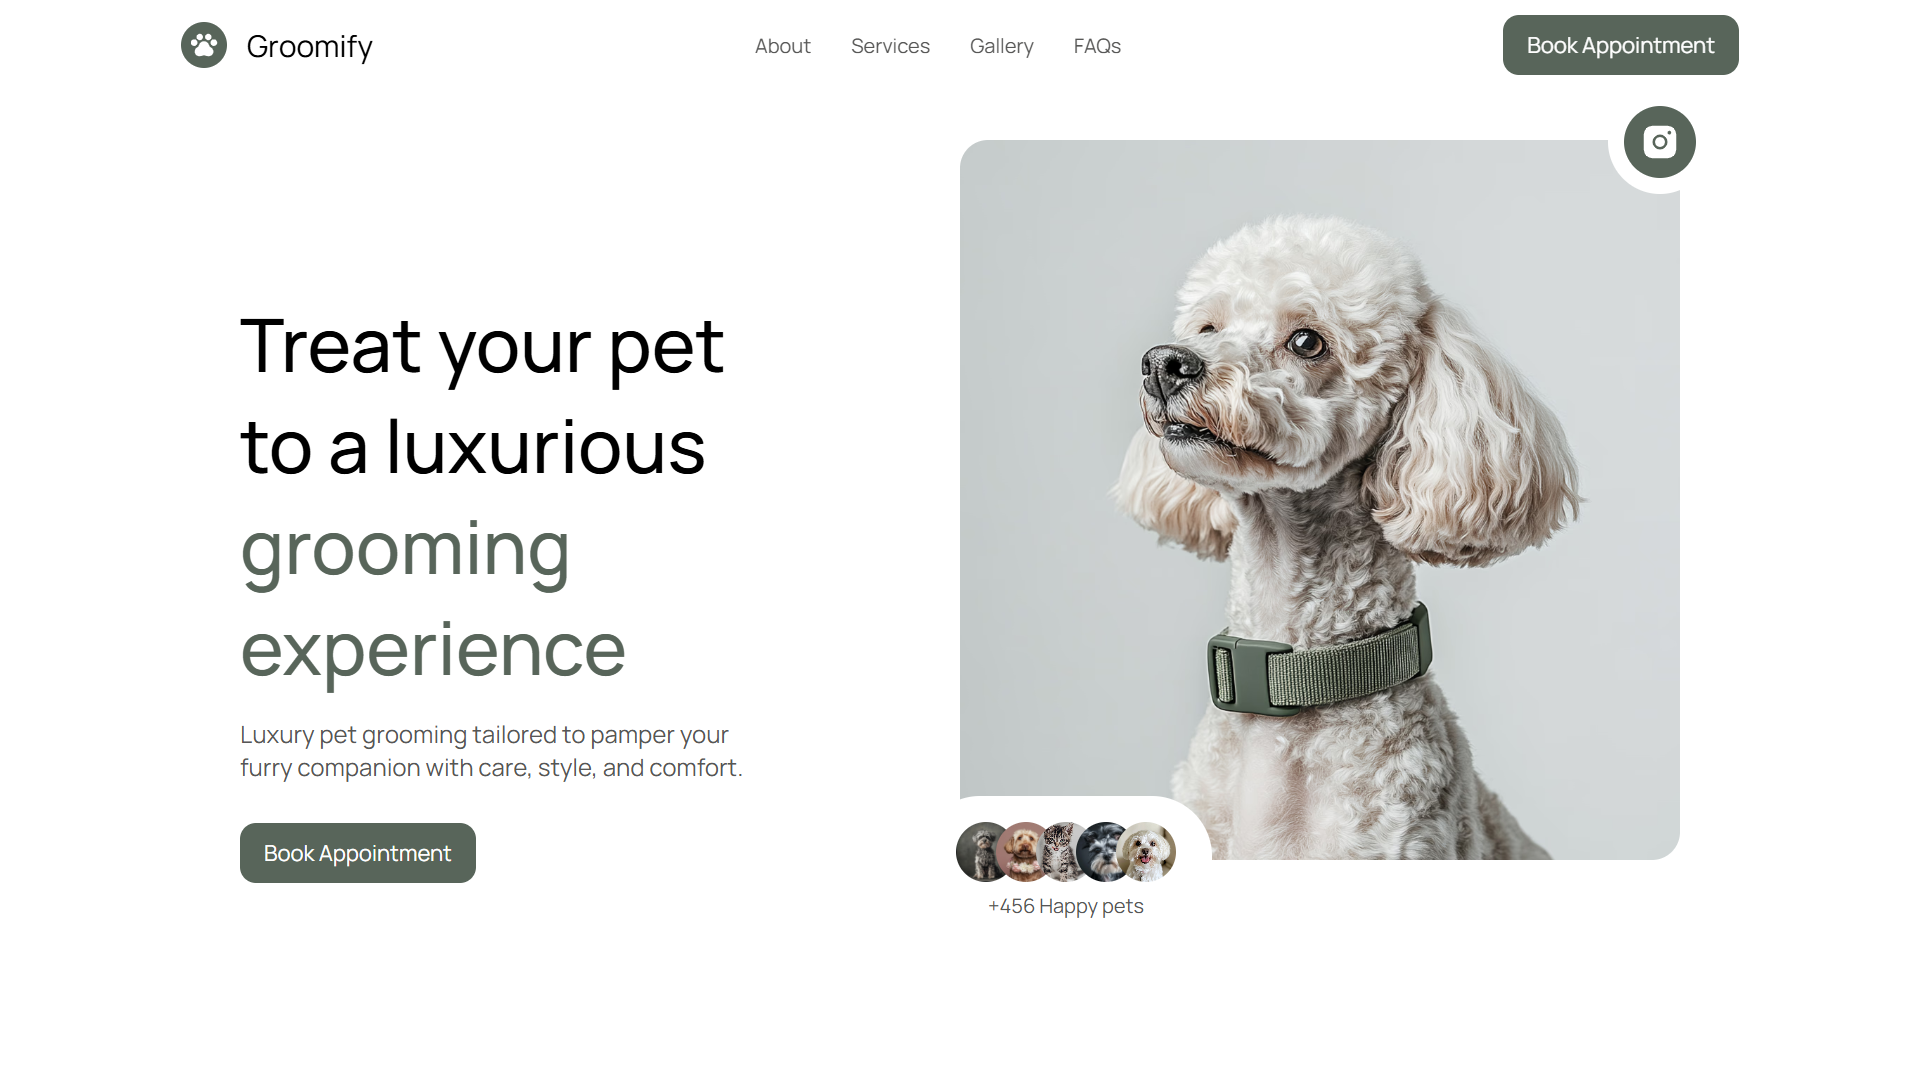 Groomify
About
Services
Gallery
FAQs
Book Appointment
Treat your pet
to a luxurious
grooming
experience
Luxury pet grooming tailored to pamper your
furry companion with care, style, and comfort.
Book Appointment
+456 Happy pets